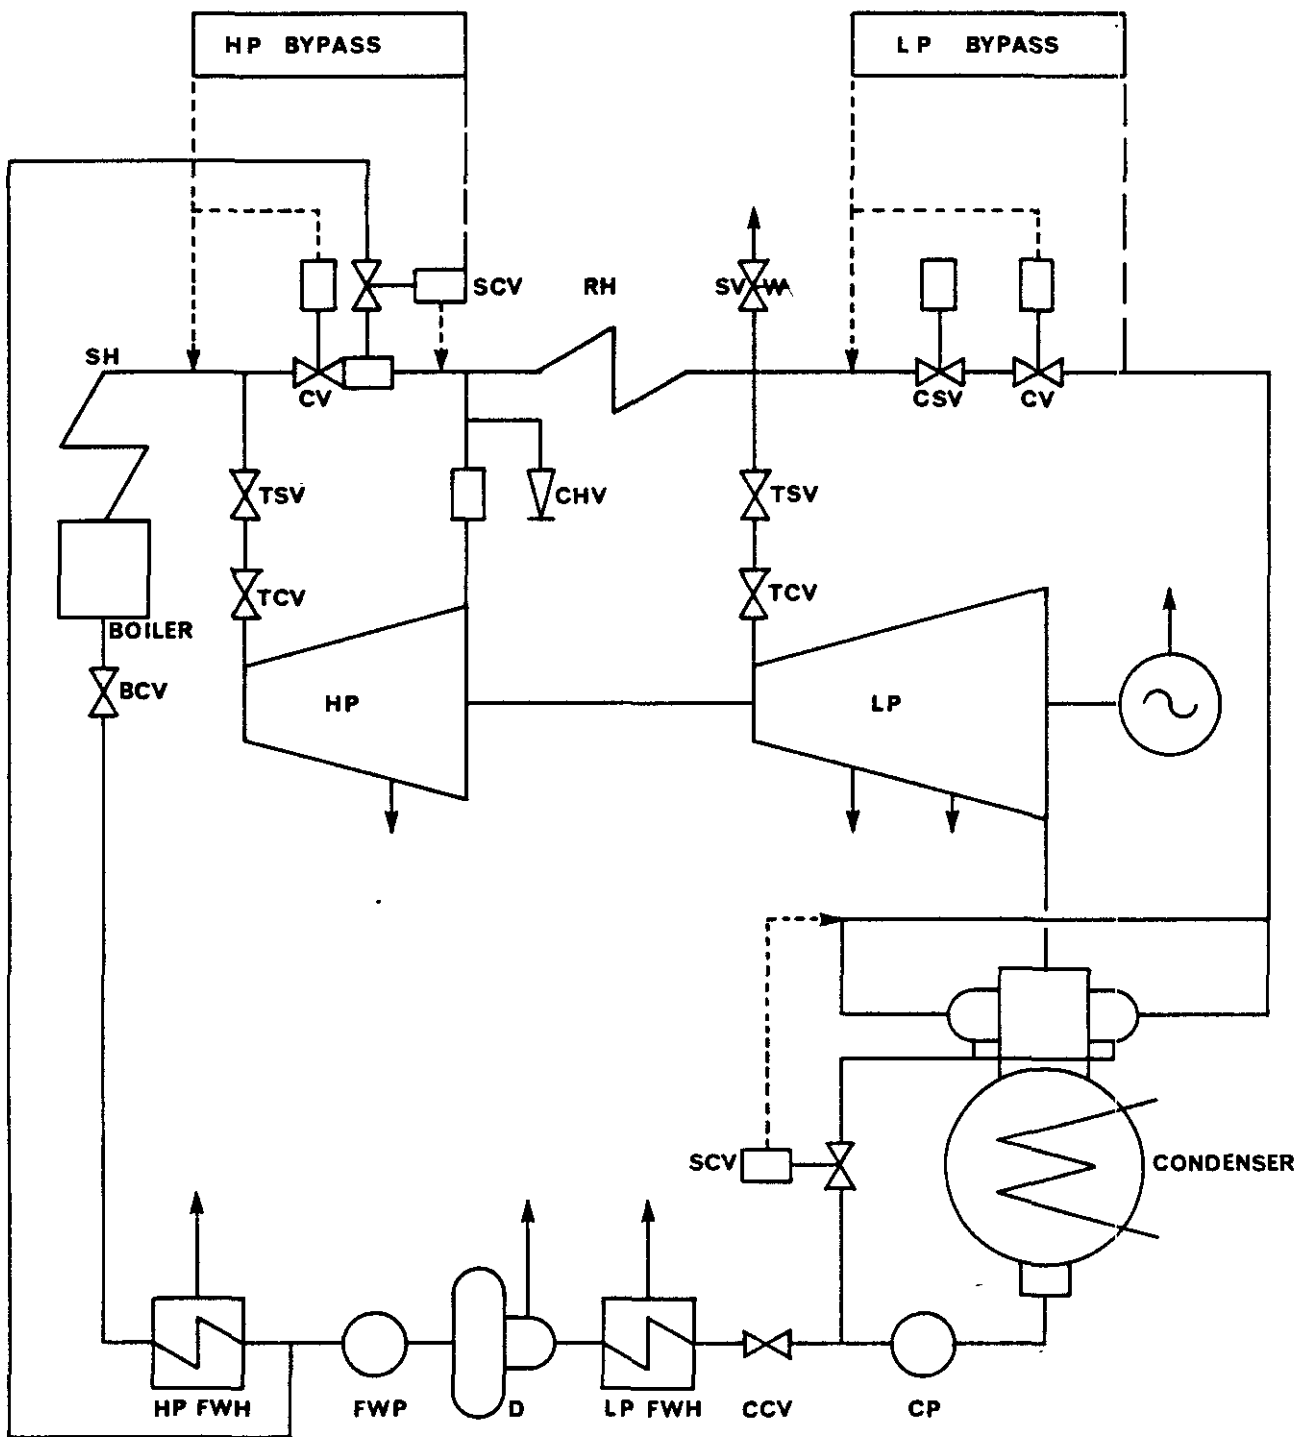 HP BYPASS
LP BYPASS
SCV
RH
SV
SH
CV
CSV
CV
TSV
CHV
TSV
TCV
TCV
BOILER
BCV
HP
LP
SCV
CONDENSER
HP FWH
FWP
D
LP FWH
CCV
CP